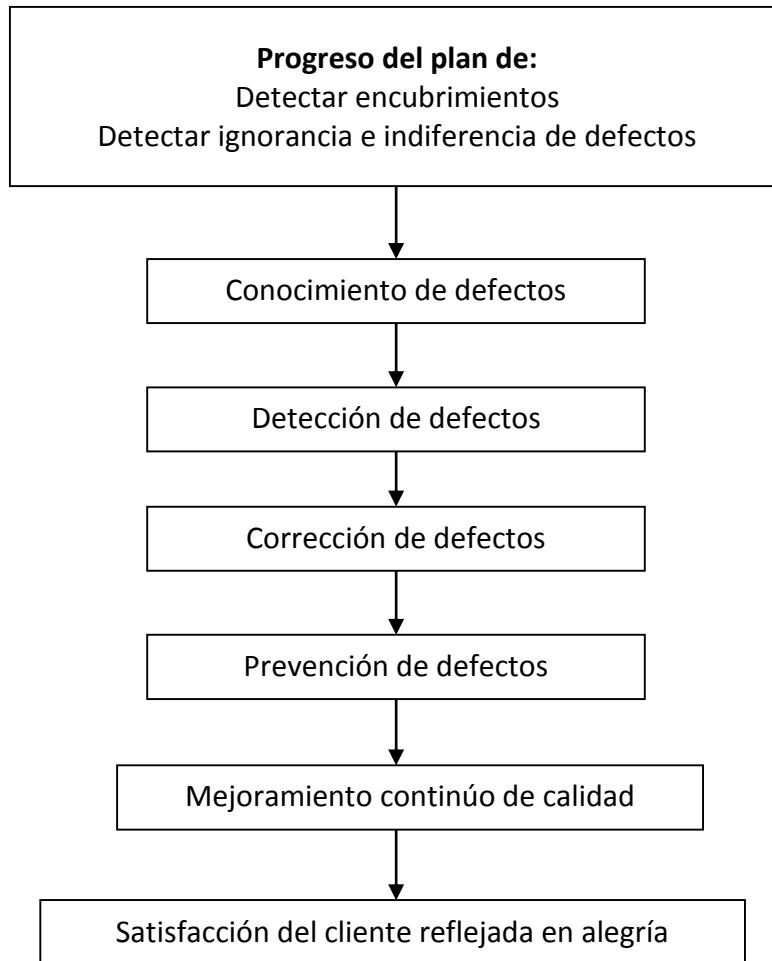 Progreso del plan de:
Detectar encubrimientos
Detectar ignorancia e indiferencia de defectos
Conocimiento de defectos
Detección de defectos
Corrección de defectos
Prevención de defectos
Mejoramiento continúo de calidad
Satisfacción del cliente reflejada en alegría